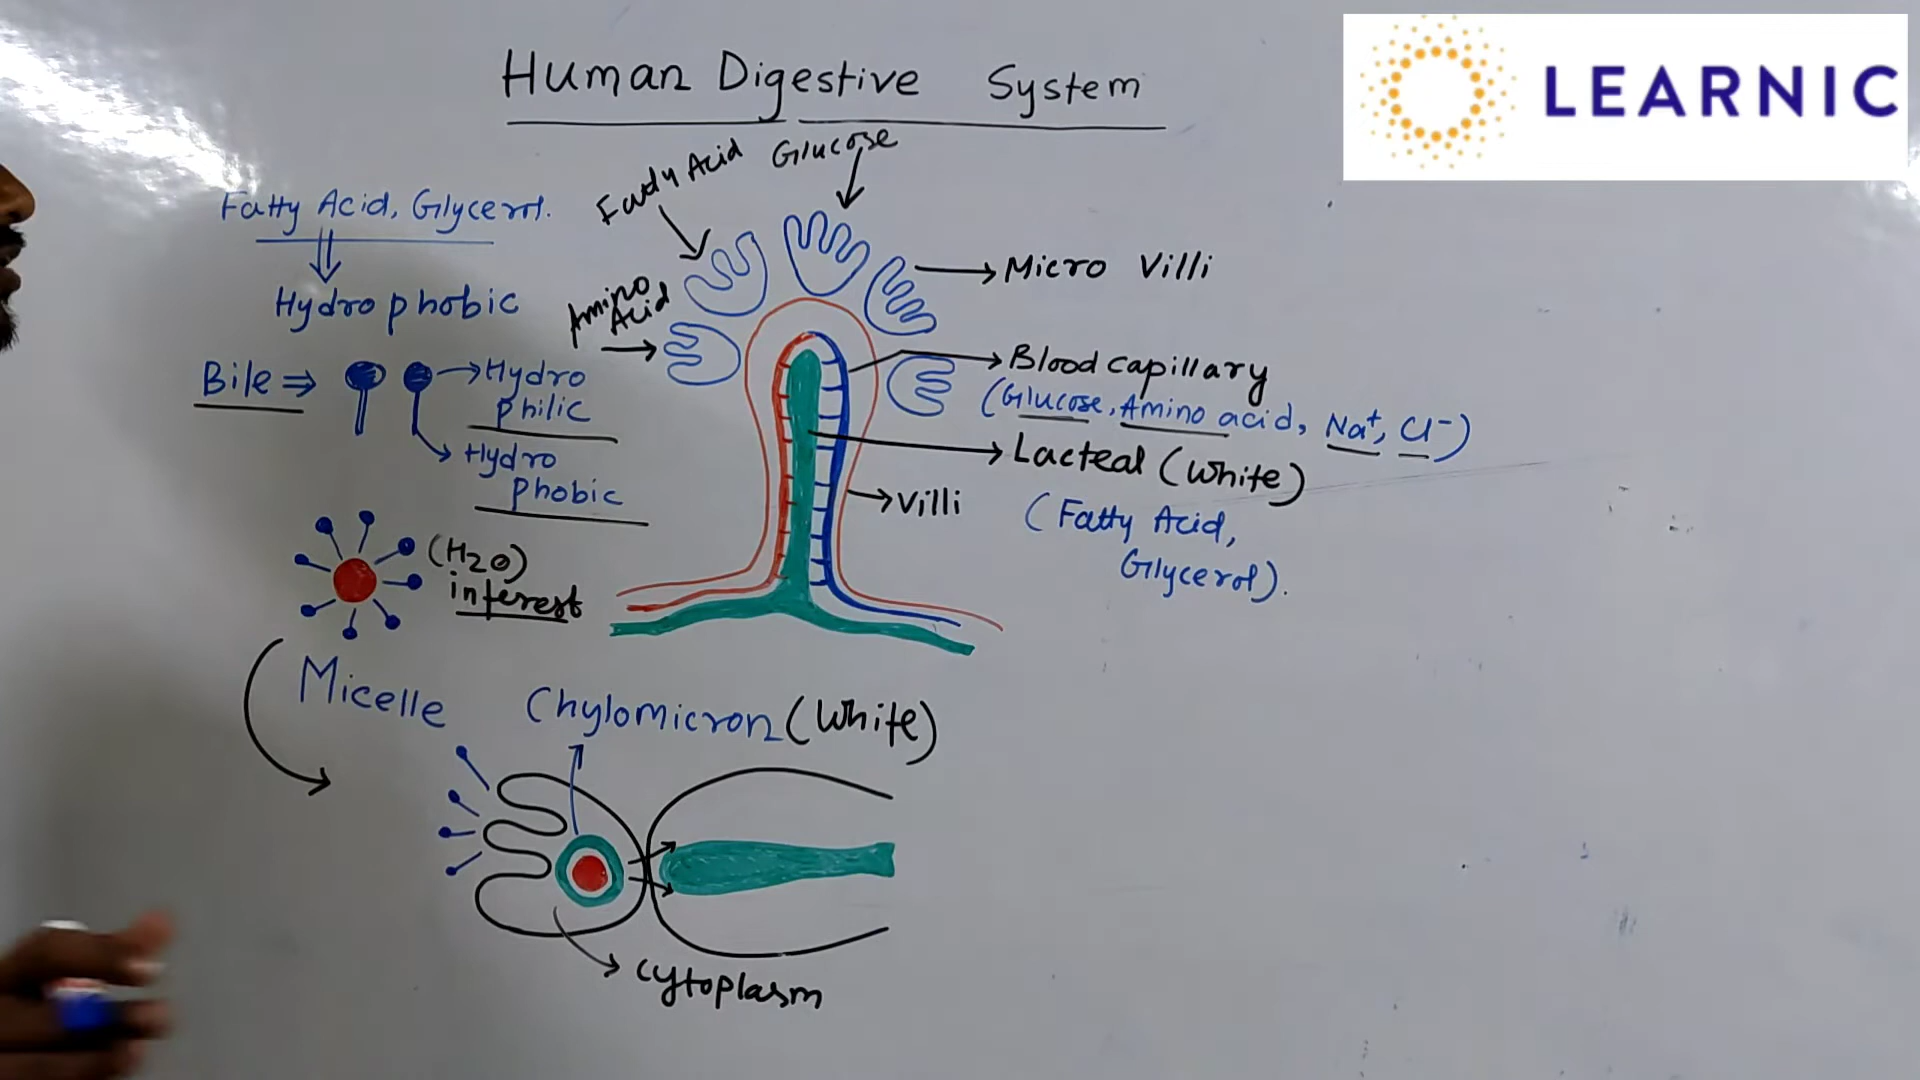 Human Digestive System
LEARNIC
Fatty Acid, Glycerol.
Hydrophobic
Bile ⇒
Hydro
philic
Hydro
phobic
(H2O)
interest
Micelle
Fatty Acid
Glucose
Amino
Acid
Micro Villi
Blood capillary
(Glucose, Amino acid, Na+, Cl-)
Lacteal (White)
(Fatty Acid,
Glycerol).
Villi
Chylomicron (White)
cytoplasm